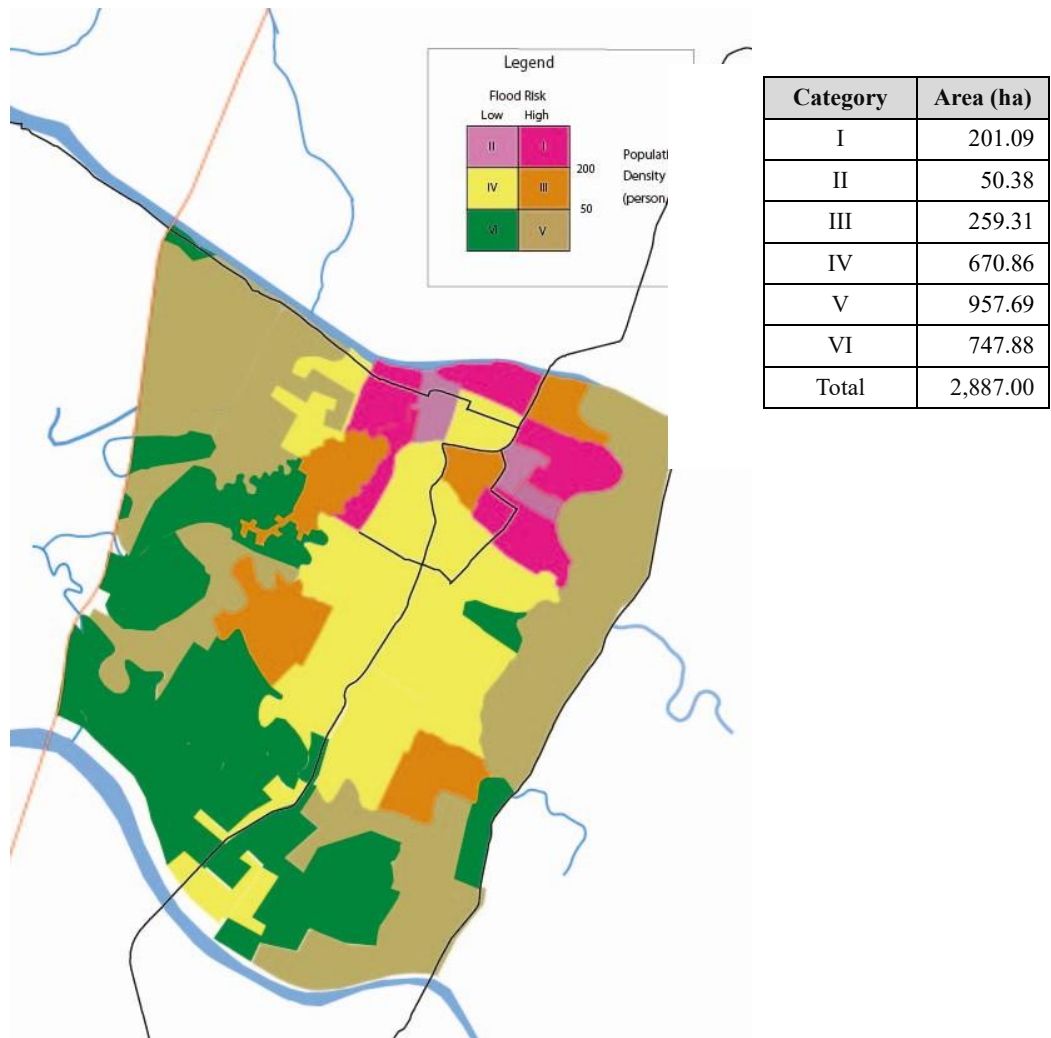 Legend
Flood Risk
Low High
II I
200
Populati
Density
IV III
(person
50
VI V
Category Area (ha)
I 201.09
II 50.38
III 259.31
IV 670.86
V 957.69
VI 747.88
Total 2,887.00